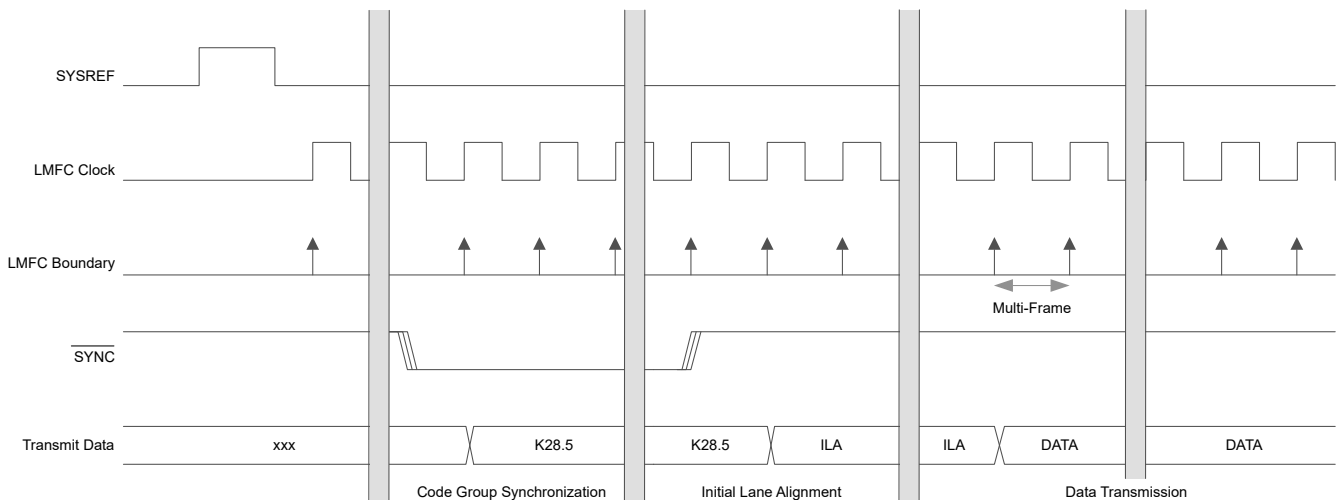 SYSREF
LMFC Clock
LMFC Boundary
Multi-Frame
SYNC
Transmit Data
xxx
K28.5
K28.5
ILA
ILA
DATA
DATA
Code Group Synchronization
Initial Lane Alignment
Data Transmission